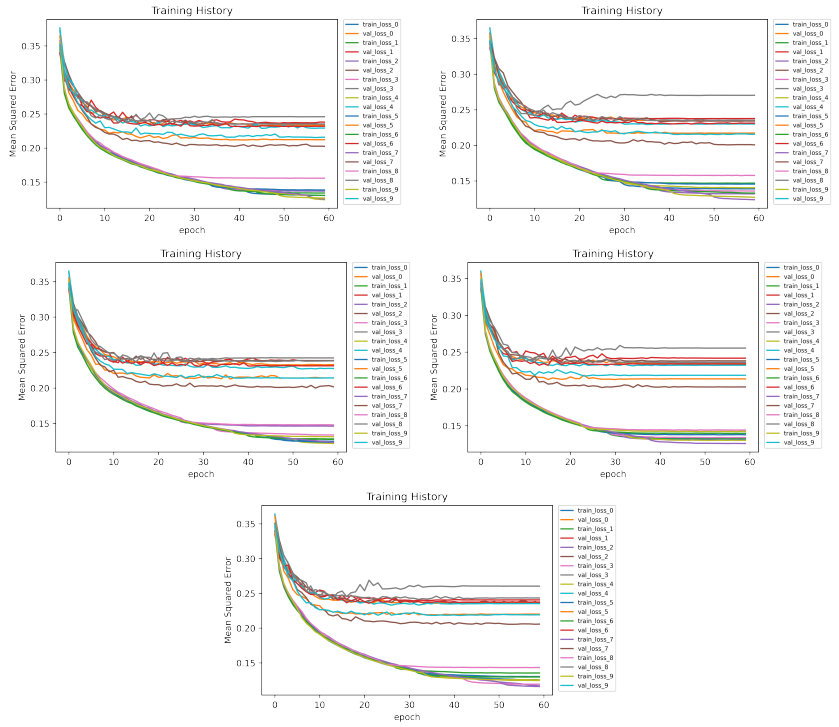 Training History
Mean Squared Error
0.35
0.30
0.25
0.20
0.15
0
10
20
30
40
50
60
epoch
train_loss_0
val_loss_0
train_loss_1
val_loss_1
train_loss_2
val_loss_2
train_loss_3
val_loss_3
train_loss_4
val_loss_4
train_loss_5
val_loss_5
train_loss_6
val_loss_6
train_loss_7
val_loss_7
train_loss_8
val_loss_8
train_loss_9
val_loss_9
Training History
Mean Squared Error
0.35
0.30
0.25
0.20
0.15
0
10
20
30
40
50
60
epoch
train_loss_0
val_loss_0
train_loss_1
val_loss_1
train_loss_2
val_loss_2
train_loss_3
val_loss_3
train_loss_4
val_loss_4
train_loss_5
val_loss_5
train_loss_6
val_loss_6
train_loss_7
val_loss_7
train_loss_8
val_loss_8
train_loss_9
val_loss_9
Training History
Mean Squared Error
0.35
0.30
0.25
0.20
0.15
0
10
20
30
40
50
60
epoch
train_loss_0
val_loss_0
train_loss_1
val_loss_1
train_loss_2
val_loss_2
train_loss_3
val_loss_3
train_loss_4
val_loss_4
train_loss_5
val_loss_5
train_loss_6
val_loss_6
train_loss_7
val_loss_7
train_loss_8
val_loss_8
train_loss_9
val_loss_9
Training History
Mean Squared Error
0.35
0.30
0.25
0.20
0.15
0
10
20
30
40
50
60
epoch
train_loss_0
val_loss_0
train_loss_1
val_loss_1
train_loss_2
val_loss_2
train_loss_3
val_loss_3
train_loss_4
val_loss_4
train_loss_5
val_loss_5
train_loss_6
val_loss_6
train_loss_7
val_loss_7
train_loss_8
val_loss_8
train_loss_9
val_loss_9
Training History
Mean Squared Error
0.35
0.30
0.25
0.20
0.15
0
10
20
30
40
50
60
epoch
train_loss_0
val_loss_0
train_loss_1
val_loss_1
train_loss_2
val_loss_2
train_loss_3
val_loss_3
train_loss_4
val_loss_4
train_loss_5
val_loss_5
train_loss_6
val_loss_6
train_loss_7
val_loss_7
train_loss_8
val_loss_8
train_loss_9
val_loss_9